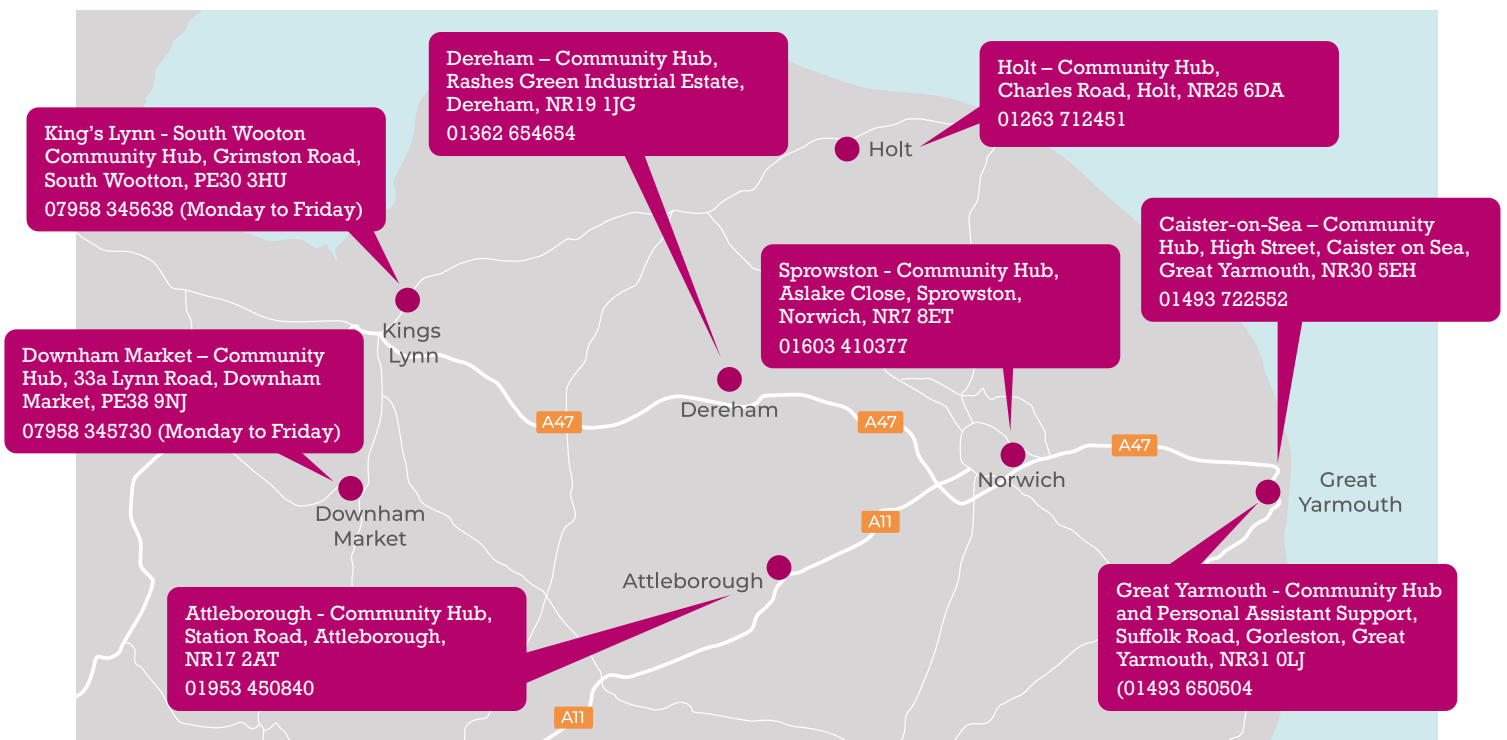 Dereham – Community Hub,
Rashes Green Industrial Estate,
Dereham, NR19 1JG
01362 654654
Holt – Community Hub,
Charles Road, Holt, NR25 6DA
01263 712451
King's Lynn - South Wooton
Community Hub, Grimston Road,
South Wootton, PE30 3HU
07958 345638 (Monday to Friday)
Holt
Caister-on-Sea – Community
Hub, High Street, Caister on Sea,
Great Yarmouth, NR30 5EH
01493 722552
Sprowston - Community Hub,
Aslake Close, Sprowston,
Norwich, NR7 8ET
01603 410377
Kings
Lynn
Downham Market – Community
Hub, 33a Lynn Road, Downham
Market, PE38 9NJ
07958 345730 (Monday to Friday)
Dereham
A47
A47
A47
Norwich
Great
Yarmouth
Downham
Market
A11
Attleborough
Attleborough - Community Hub,
Station Road, Attleborough,
NR17 2AT
01953 450840
Great Yarmouth - Community Hub
and Personal Assistant Support,
Suffolk Road, Gorleston, Great
Yarmouth, NR31 0LJ
(01493 650504
A11